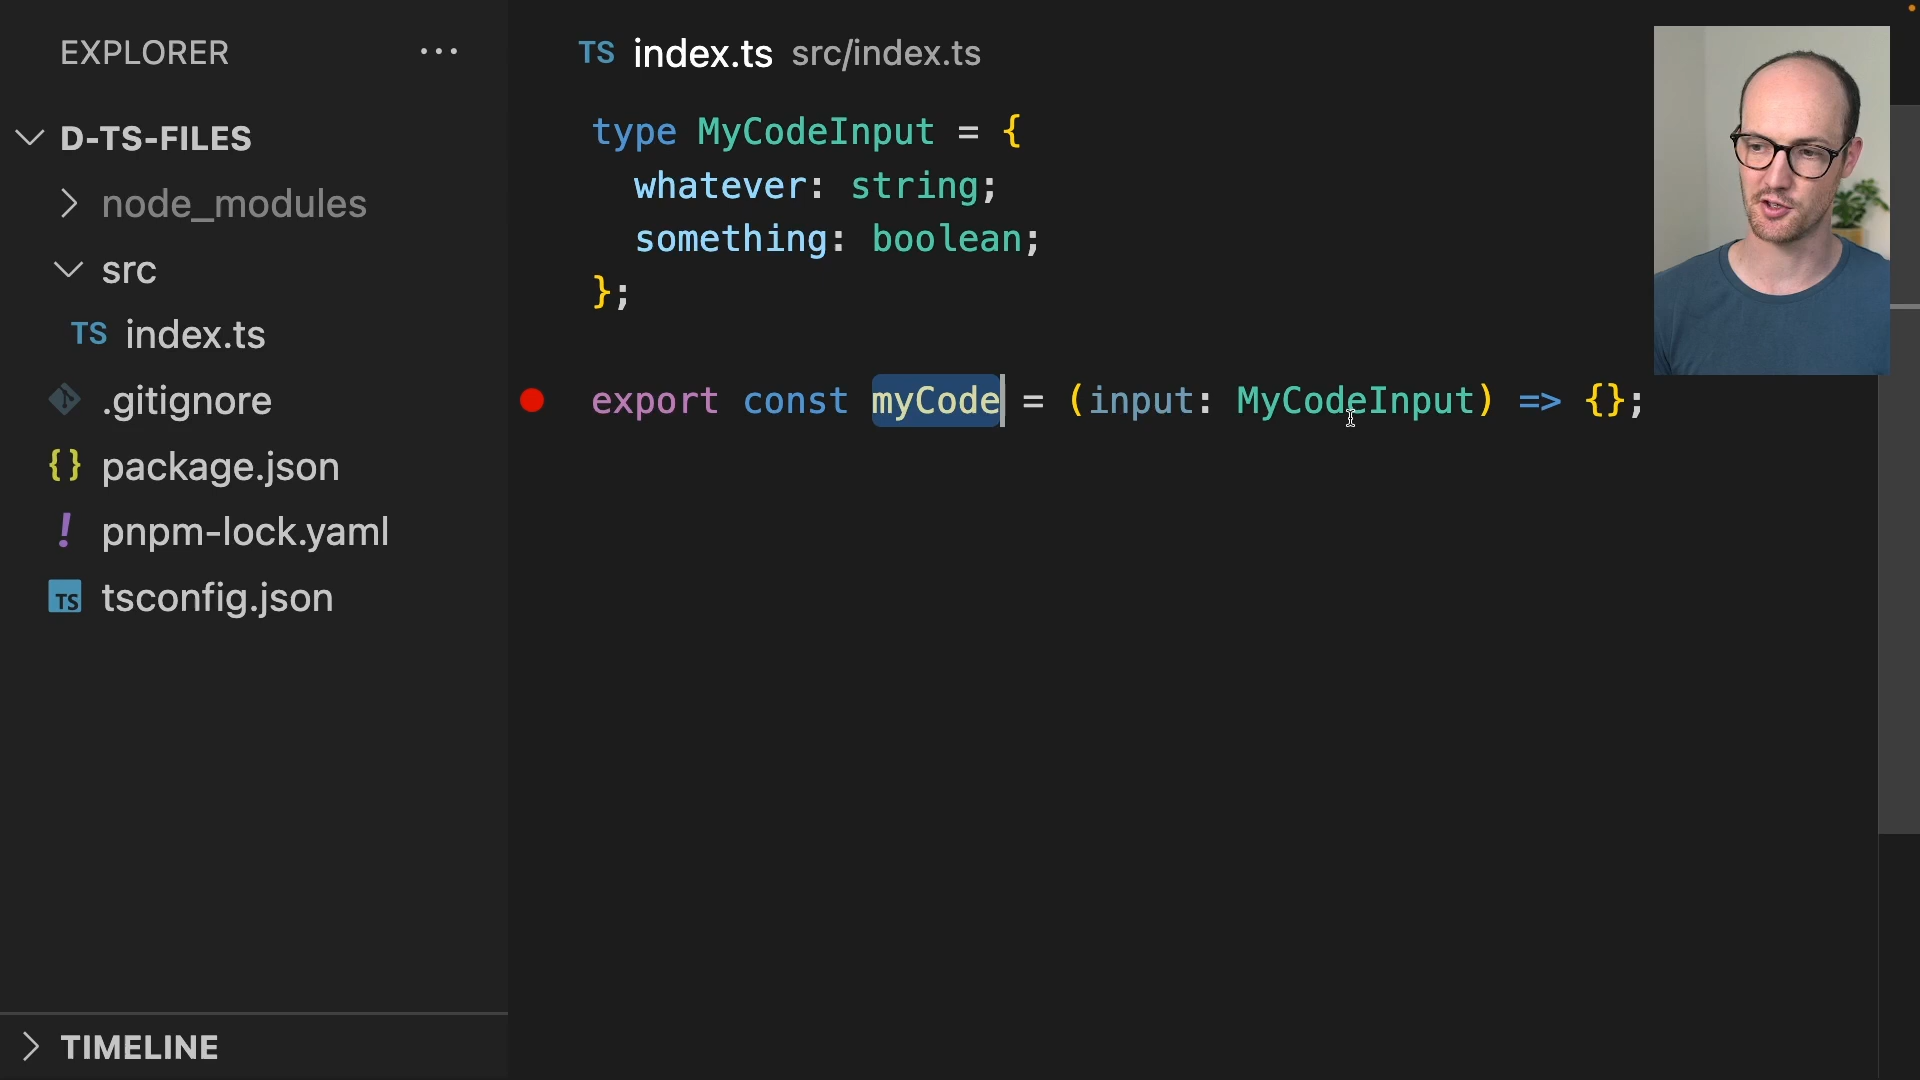 EXPLORER ···
D-TS-FILES
node_modules
src
TS index.ts
.gitignore
{} package.json
! pnpm-lock.yaml
TS tsconfig.json
TIMELINE
TS index.ts src/index.ts
type MyCodeInput = {
whatever: string;
something: boolean;
};
export const myCode = (input: MyCodeInput) => {};